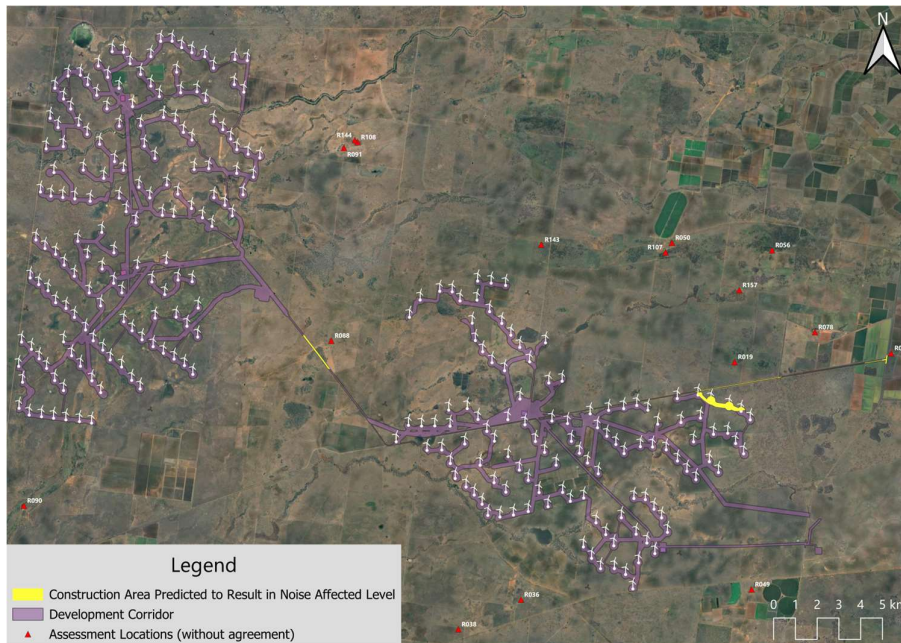 N
R144
R108
R091
R143
R050
R107
R056
R157
R078
R088
R019
R090
R049
R036
R038
Legend
Construction Area Predicted to Result in Noise Affected Level
Development Corridor
Assessment Locations (without agreement)
0 1 2 3 4 5 km